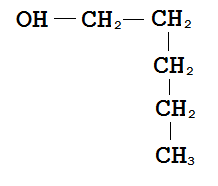 OH — CH₂ — CH₂
CH₂
CH₂
CH₃